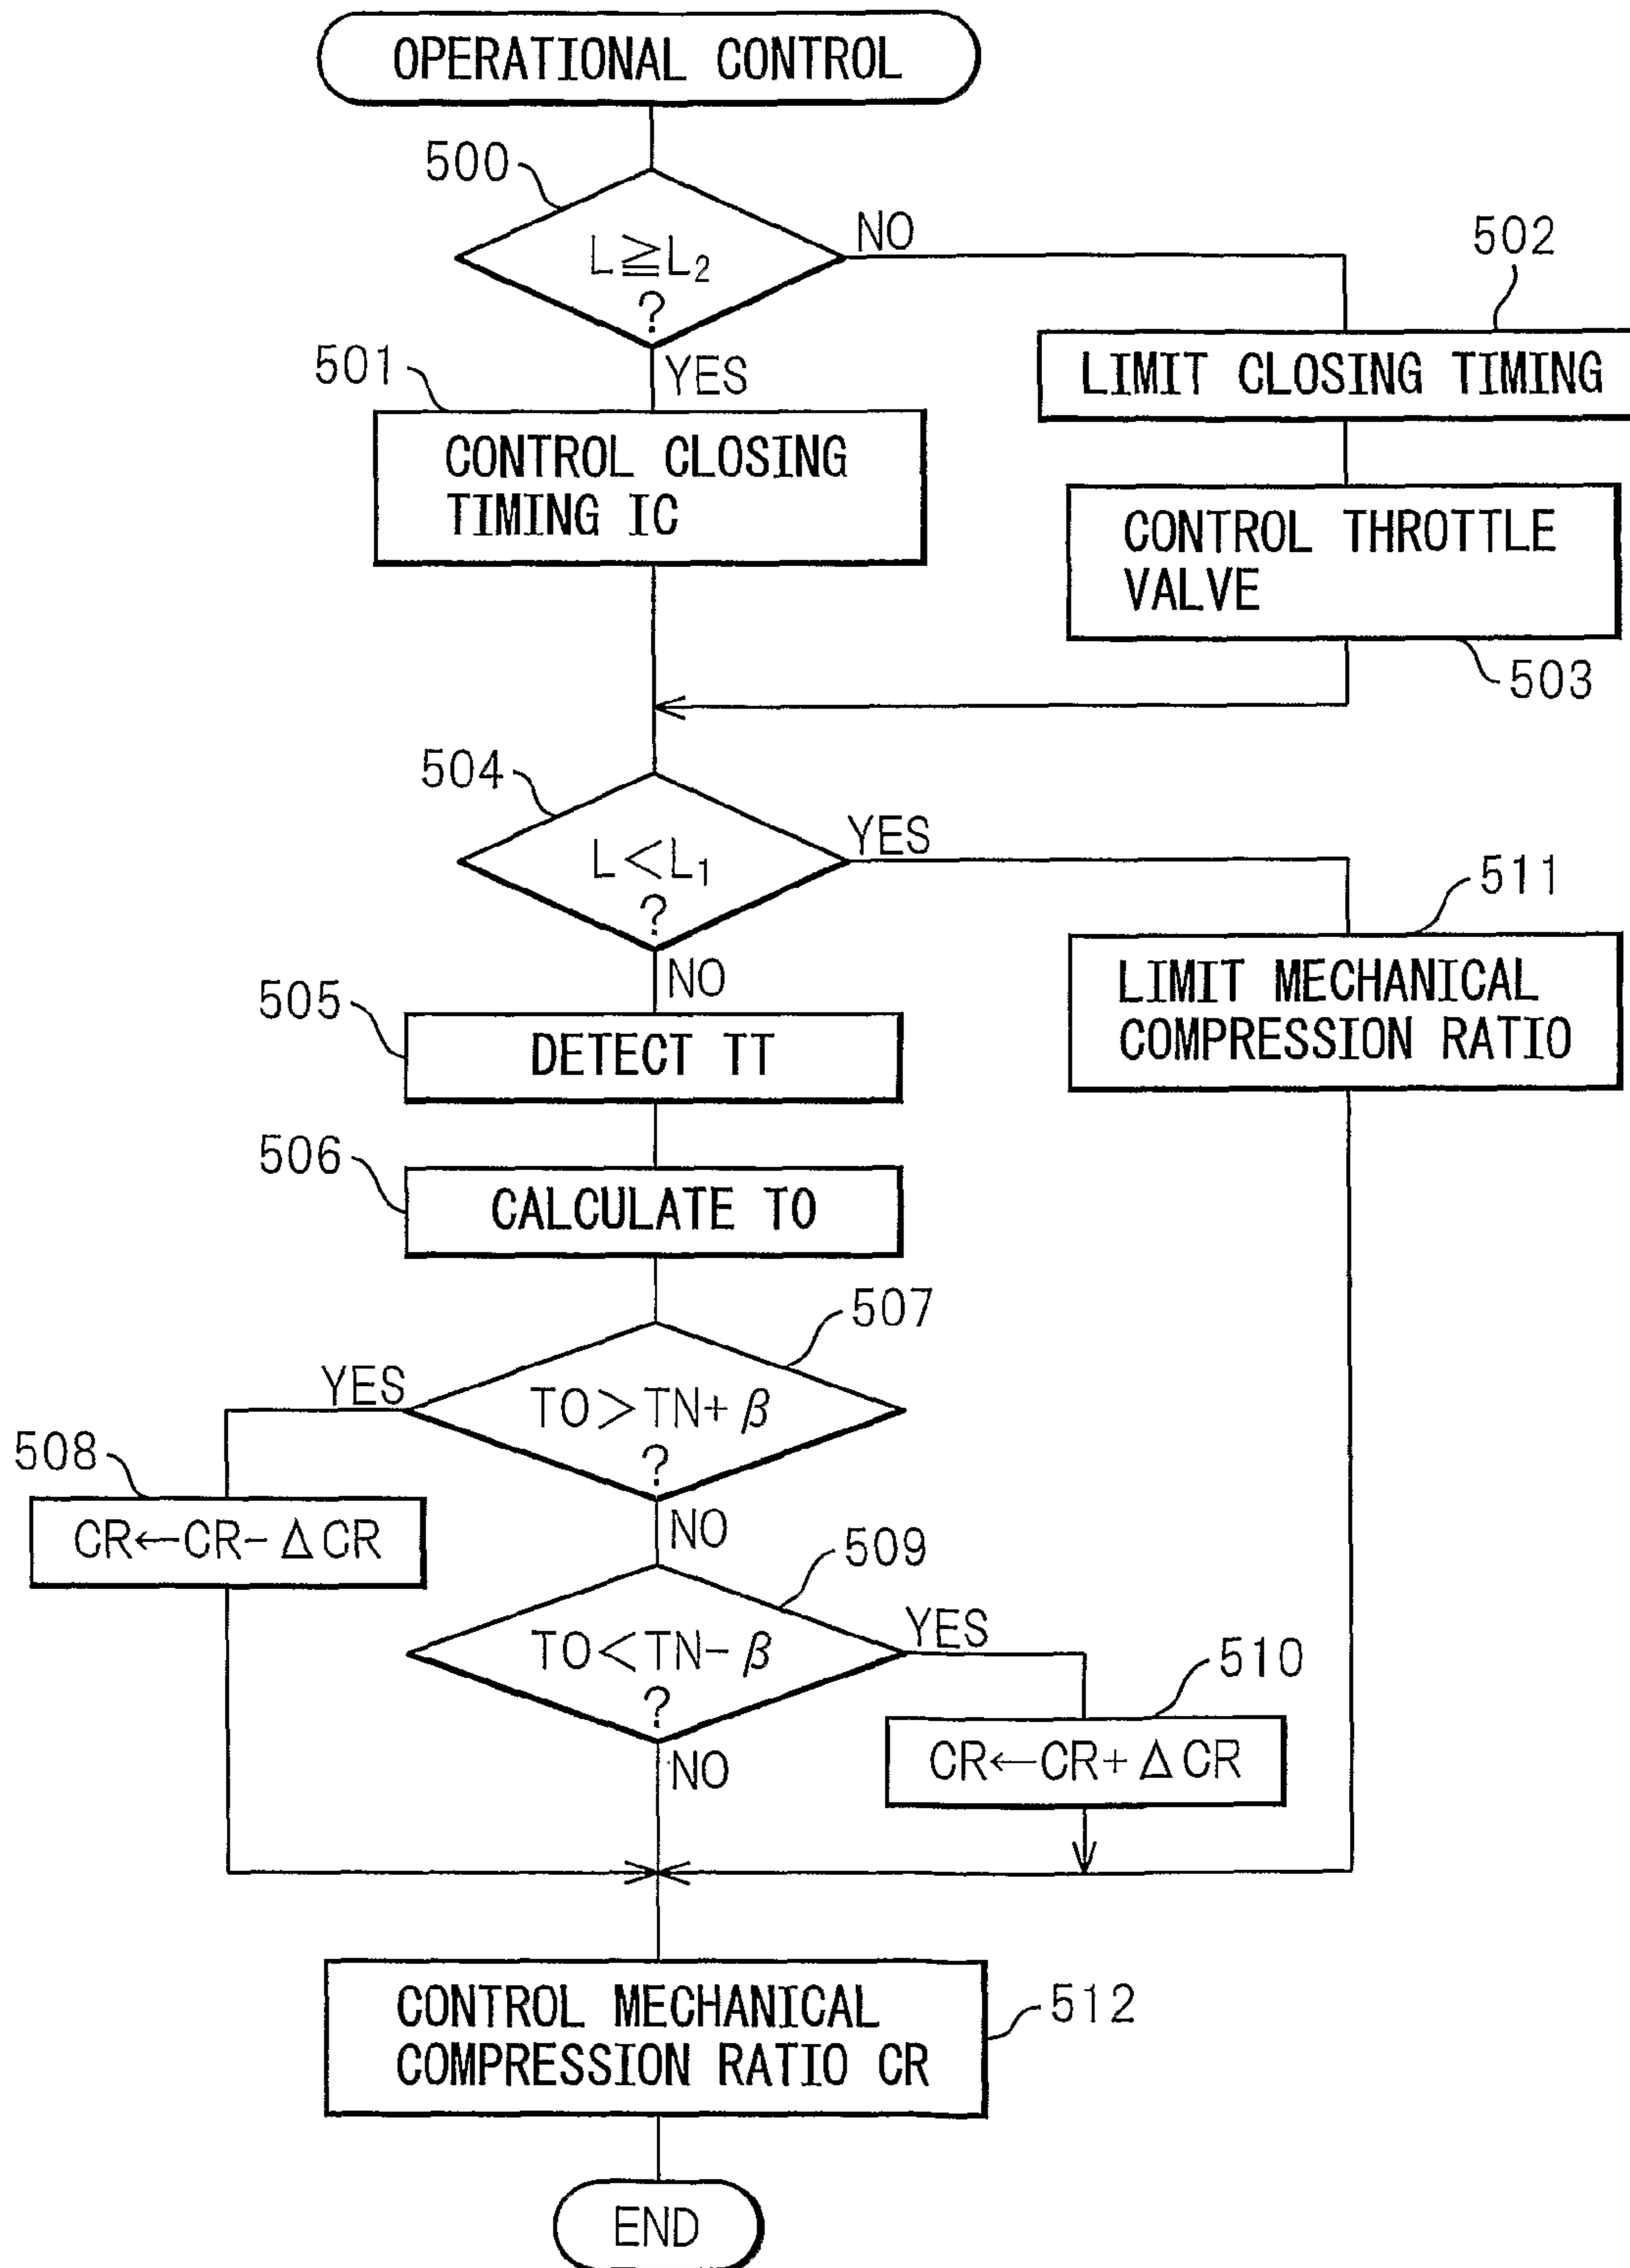 OPERATIONAL CONTROL
500
L≧L2
?
NO
YES
502
LIMIT CLOSING TIMING
501
CONTROL CLOSING
TIMING IC
CONTROL THROTTLE
VALVE
503
504
L<L1
?
YES
NO
511
LIMIT MECHANICAL
COMPRESSION RATIO
505
DETECT TT
506
CALCULATE TO
507
TO>TN+β
?
YES
NO
508
CR←CR-ΔCR
509
TO<TN-β
?
YES
NO
510
CR←CR+ΔCR
CONTROL MECHANICAL
COMPRESSION RATIO CR
512
END